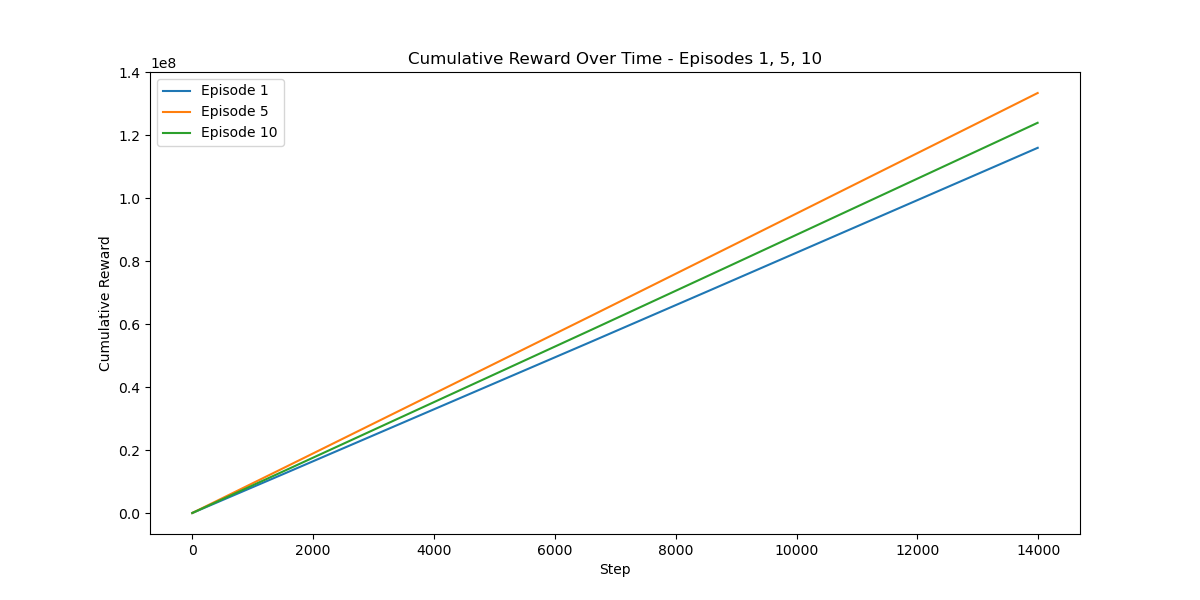 Cumulative Reward Over Time - Episodes 1, 5, 10
1e8
1.4
1.2
1.0
0.8
0.6
0.4
0.2
0.0
Cumulative Reward
Episode 1
Episode 5
Episode 10
0 2000 4000 6000 8000 10000 12000 14000
Step